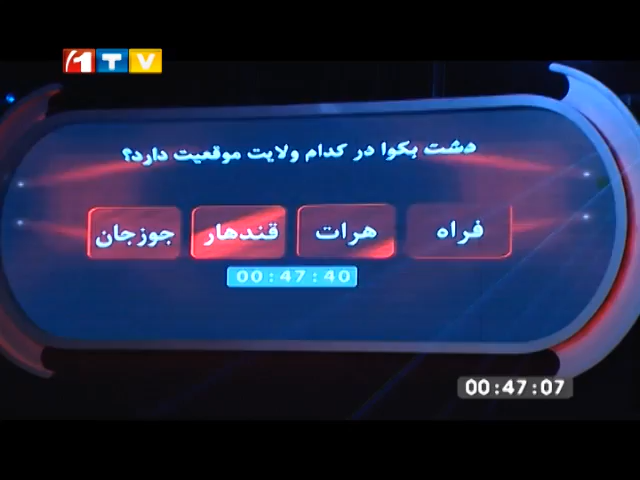 1TV
دشت بکوا در کدام ولایت موقعیت دارد؟
فراه هرات قندهار جوزجان
00:47:40
00:47:07